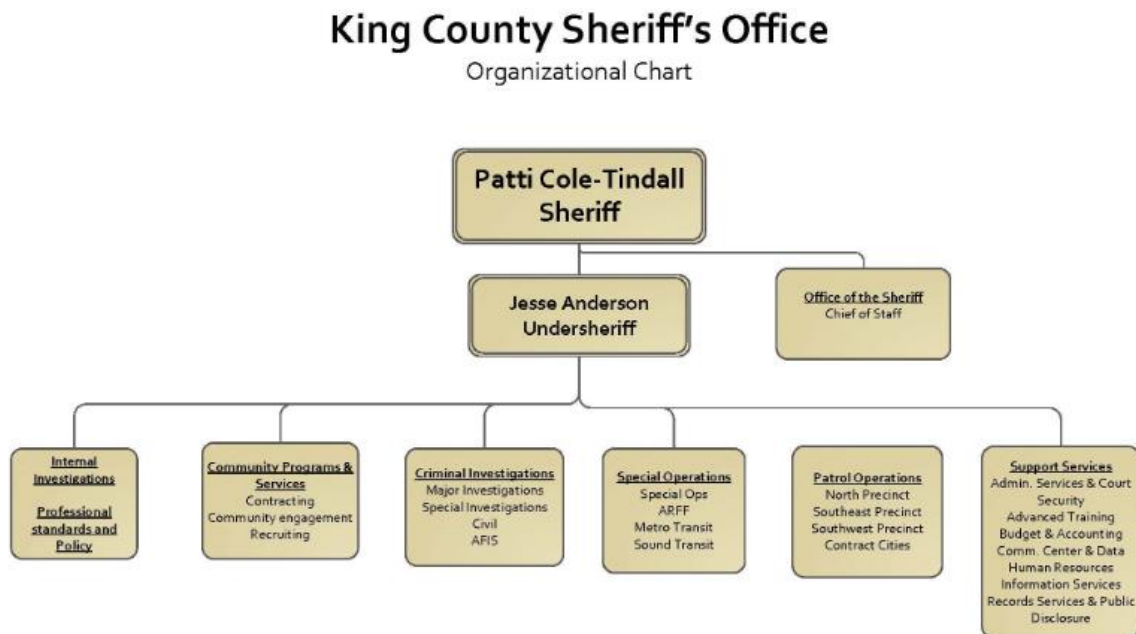 King County Sheriff's Office
Organizational Chart
Patti Cole-Tindall
Sheriff
Jesse Anderson
Undersheriff
Office of the Sheriff
Chief of Staff
Internal
Investigations
Professional
standards and
Policy
Community Programs &
Services
Contracting
Community engagement
Recruiting
Criminal Investigations
Major Investigations
Special Investigations
Civil
AFIS
Special Operations
Special Ops
ARFF
Metro Transit
Sound Transit
Patrol Operations
North Precinct
Southeast Precinct
Southwest Precinct
Contract Cities
Support Services
Admin. Services & Court
Security
Advanced Training
Budget & Accounting
Comm. Center & Data
Human Resources
Information Services
Records Services & Public
Disclosure